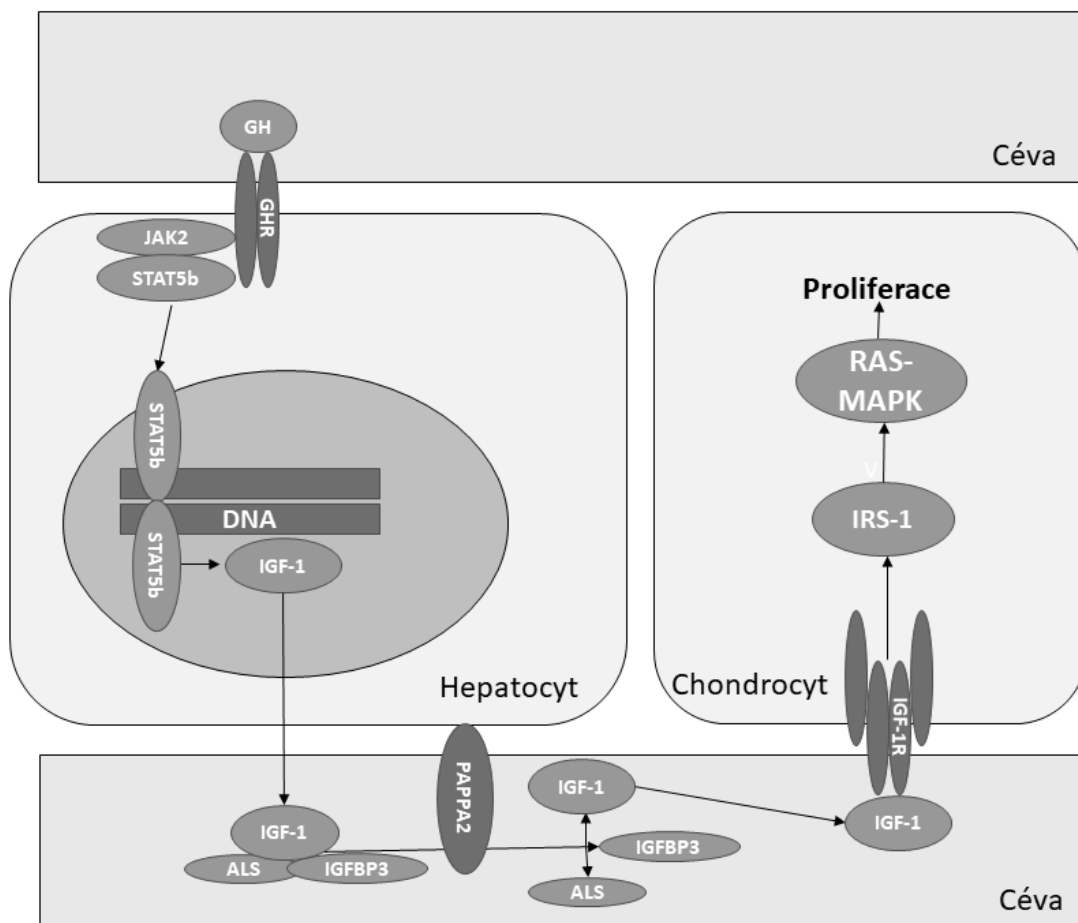 GH
Céva
GHR
JAK2
STAT5b
STAT5b
DNA
STAT5b
IGF-1
Hepatocyt
Proliferace
RAS-
MAPK
V
IRS-1
Chondrocyt
IGF-1R
PAPPA2
IGF-1
IGF-1
IGF-1
ALS
IGFBP3
IGFBP3
ALS
Céva